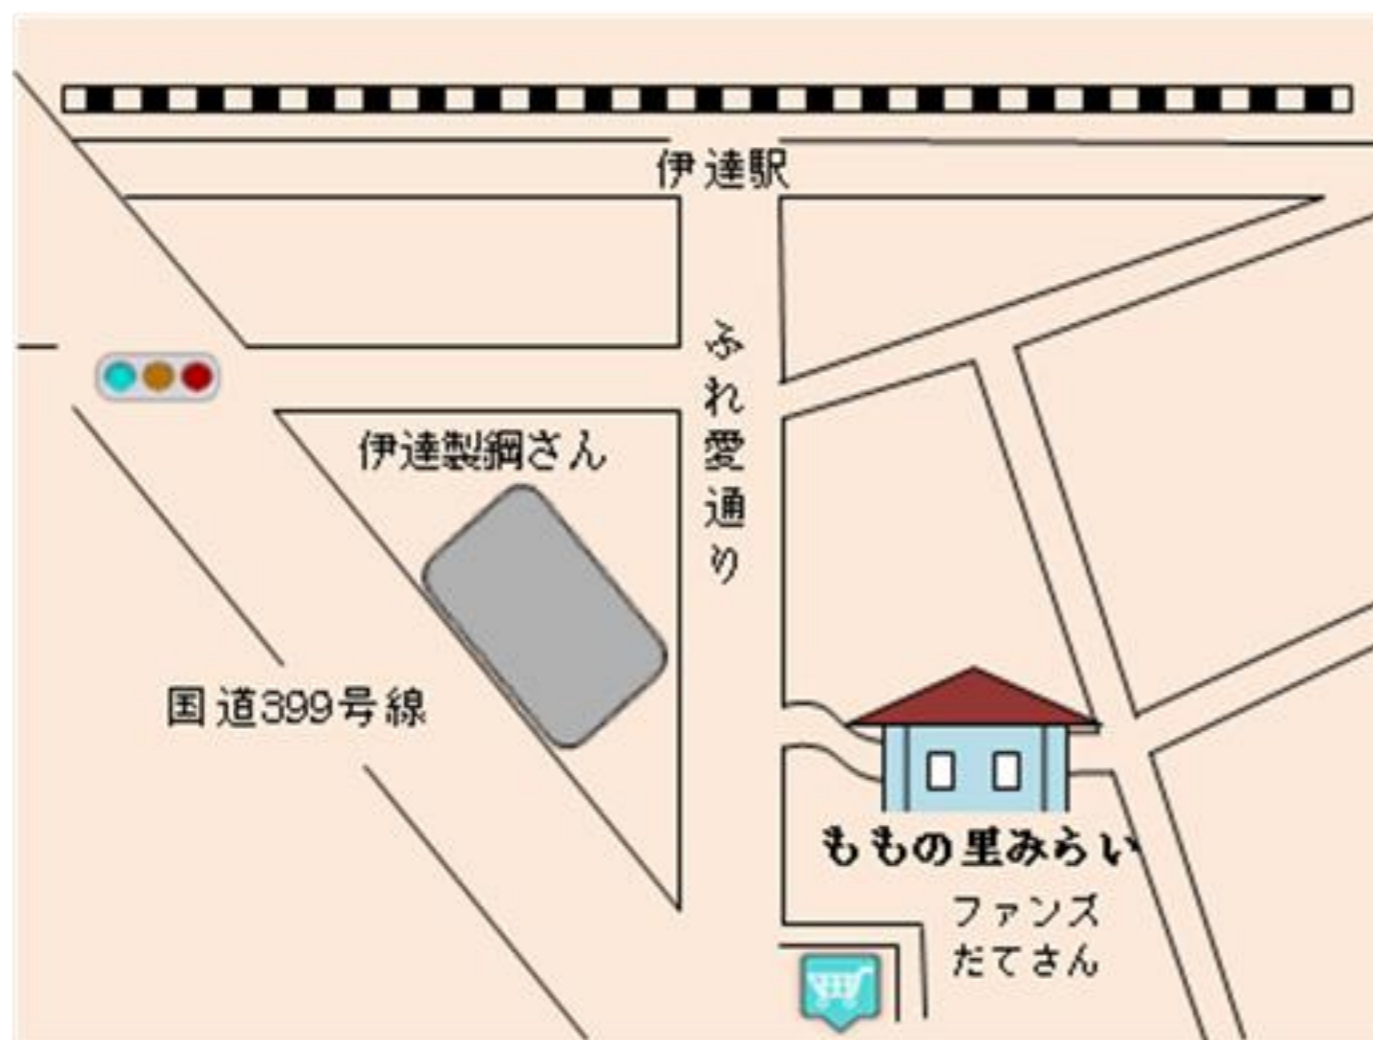 伊達駅
ふれ愛通り
伊達製鋼さん
国道399号線
ももの里みらい
ファンズ
だてさん